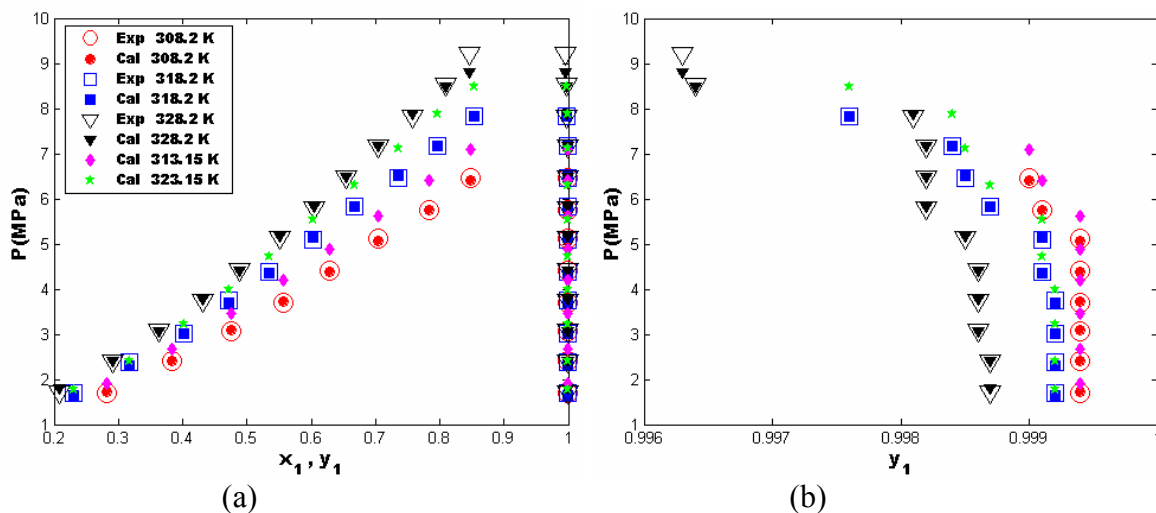 10
9
8
7
6
5
4
3
2
1
P(MPa)
Exp 308.2 K
Cal 308.2 K
Exp 318.2 K
Cal 318.2 K
Exp 328.2 K
Cal 328.2 K
Cal 313.15 K
Cal 323.15 K
0.2 0.3 0.4 0.5 0.6 0.7 0.8 0.9 1
x1 , y1
(a)
10
9
8
7
6
5
4
3
2
1
P(MPa)
0.996 0.997 0.998 0.999 1
y1
(b)